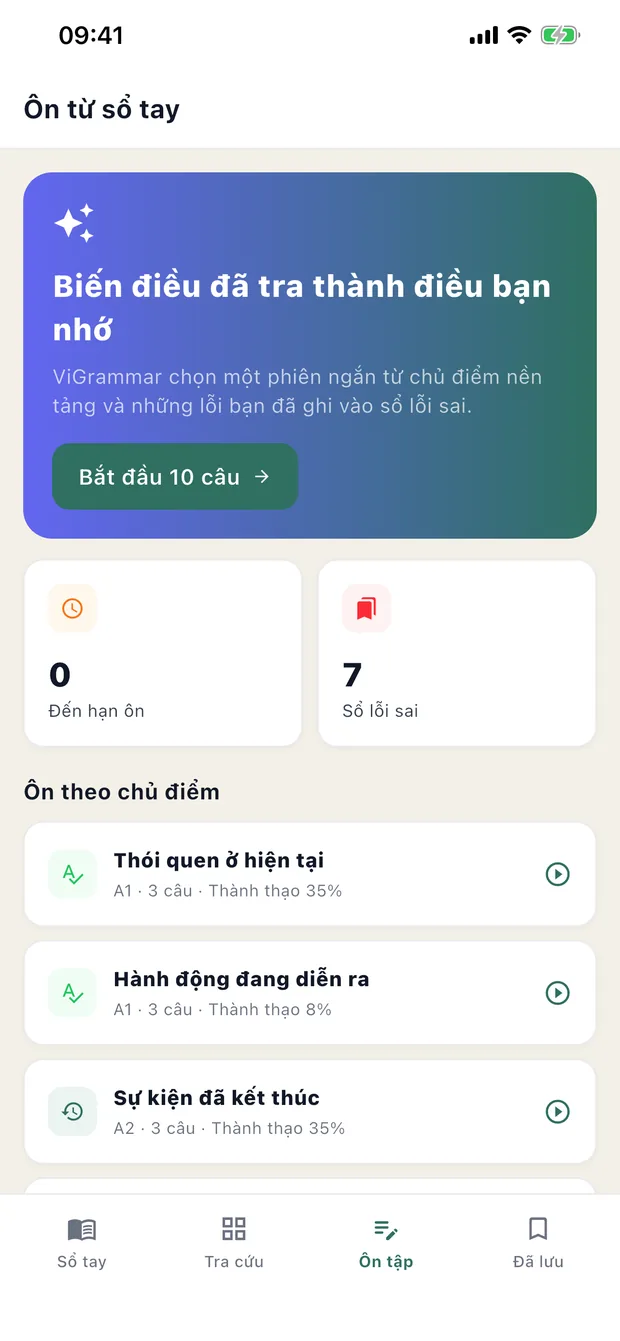 09:41
Ôn từ sổ tay
Biến điều đã tra thành điều bạn
nhớ
ViGrammar chọn một phiên ngắn từ chủ điểm nền
tảng và những lỗi bạn đã ghi vào sổ lỗi sai.
Bắt đầu 10 câu →
0
Đến hạn ôn
7
Sổ lỗi sai
Ôn theo chủ điểm
Thói quen ở hiện tại
A1 · 3 câu · Thành thạo 35%
Hành động đang diễn ra
A1 · 3 câu · Thành thạo 8%
Sự kiện đã kết thúc
A2 · 3 câu · Thành thạo 35%
Sổ tay
Tra cứu
Ôn tập
Đã lưu